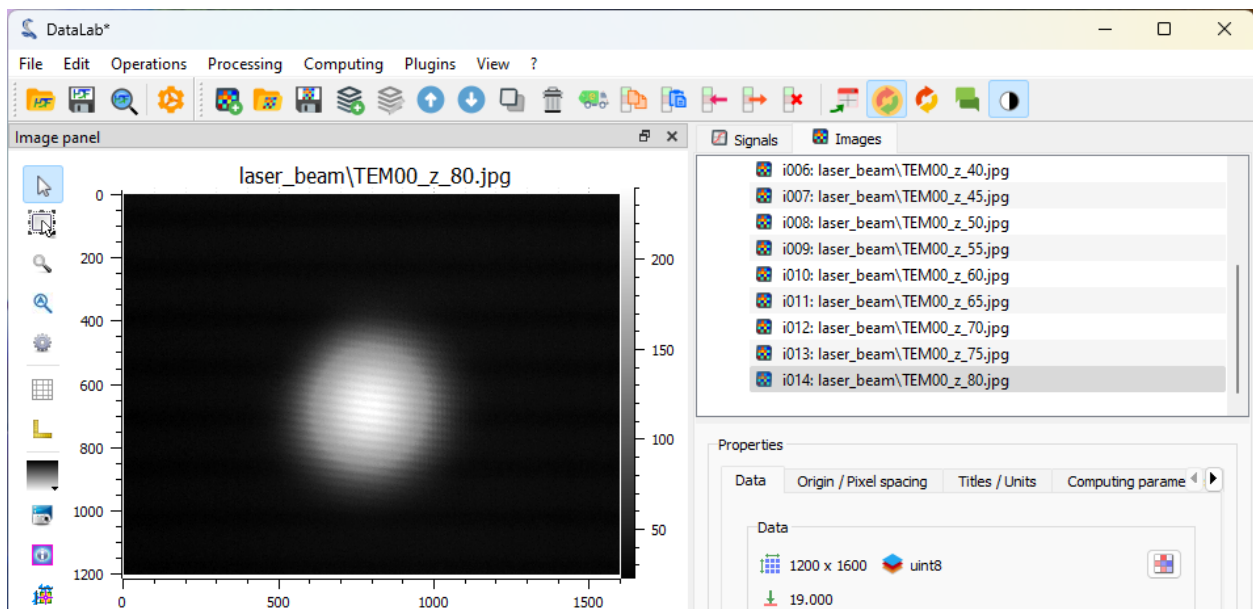 DataLab*
File Edit Operations Processing Computing Plugins View ?
Image panel
laser_beam\TEM00_z_80.jpg
0
200
400
600
800
1000
1200
0 500 1000 1500
200
150
100
50
Signals Images
i006: laser_beam\TEM00_z_40.jpg
i007: laser_beam\TEM00_z_45.jpg
i008: laser_beam\TEM00_z_50.jpg
i009: laser_beam\TEM00_z_55.jpg
i010: laser_beam\TEM00_z_60.jpg
i011: laser_beam\TEM00_z_65.jpg
i012: laser_beam\TEM00_z_70.jpg
i013: laser_beam\TEM00_z_75.jpg
i014: laser_beam\TEM00_z_80.jpg
Properties
Data Origin / Pixel spacing Titles / Units Computing parame
Data
1200 x 1600 uint8
19.000